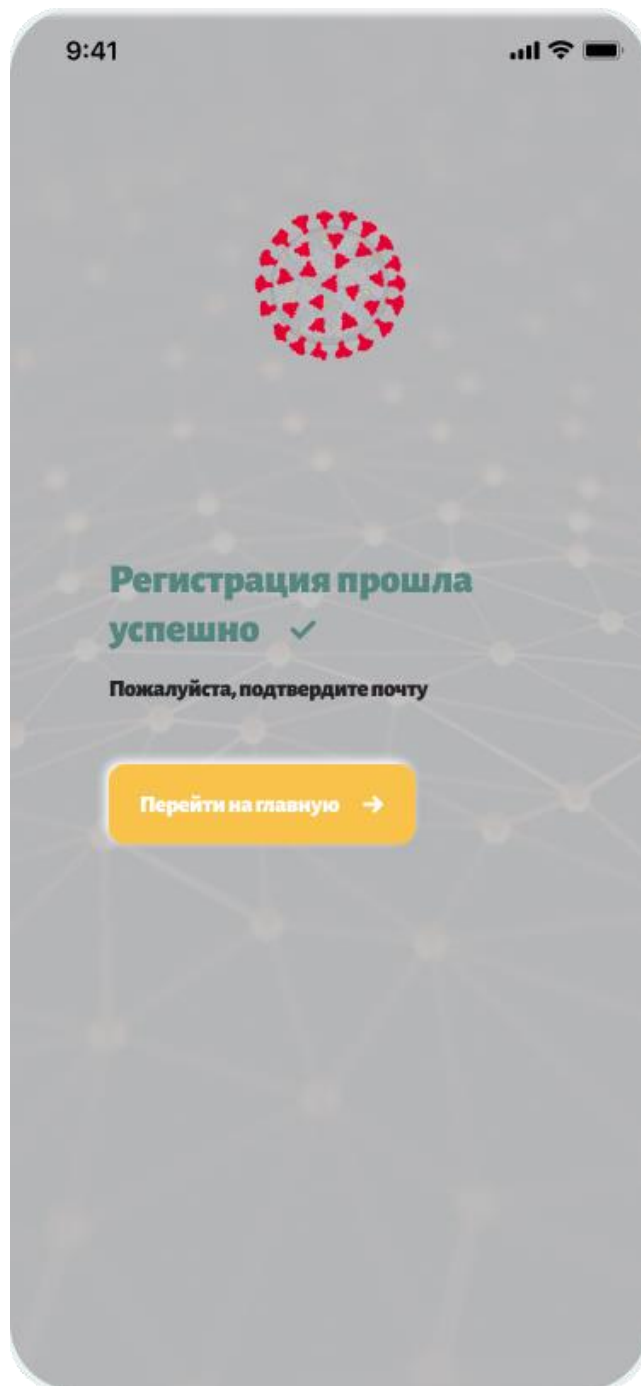 9:41
Регистрация прошла
успешно
Пожалуйста, подтвердите почту
Перейти на главную